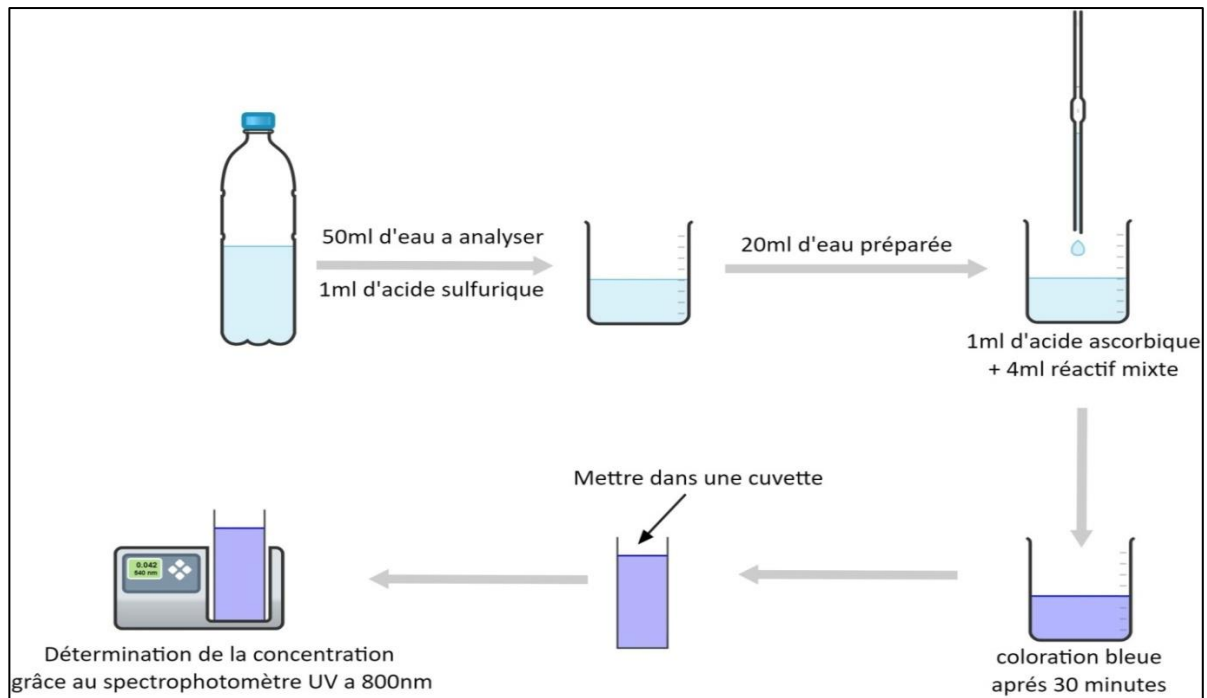 50ml d'eau a analyser
1ml d'acide sulfurique
20ml d'eau préparée
1ml d'acide ascorbique
+ 4ml réactif mixte
coloration bleue
aprés 30 minutes
Mettre dans une cuvette
0.042
540 nm
Détermination de la concentration
grâce au spectrophotomètre UV a 800nm